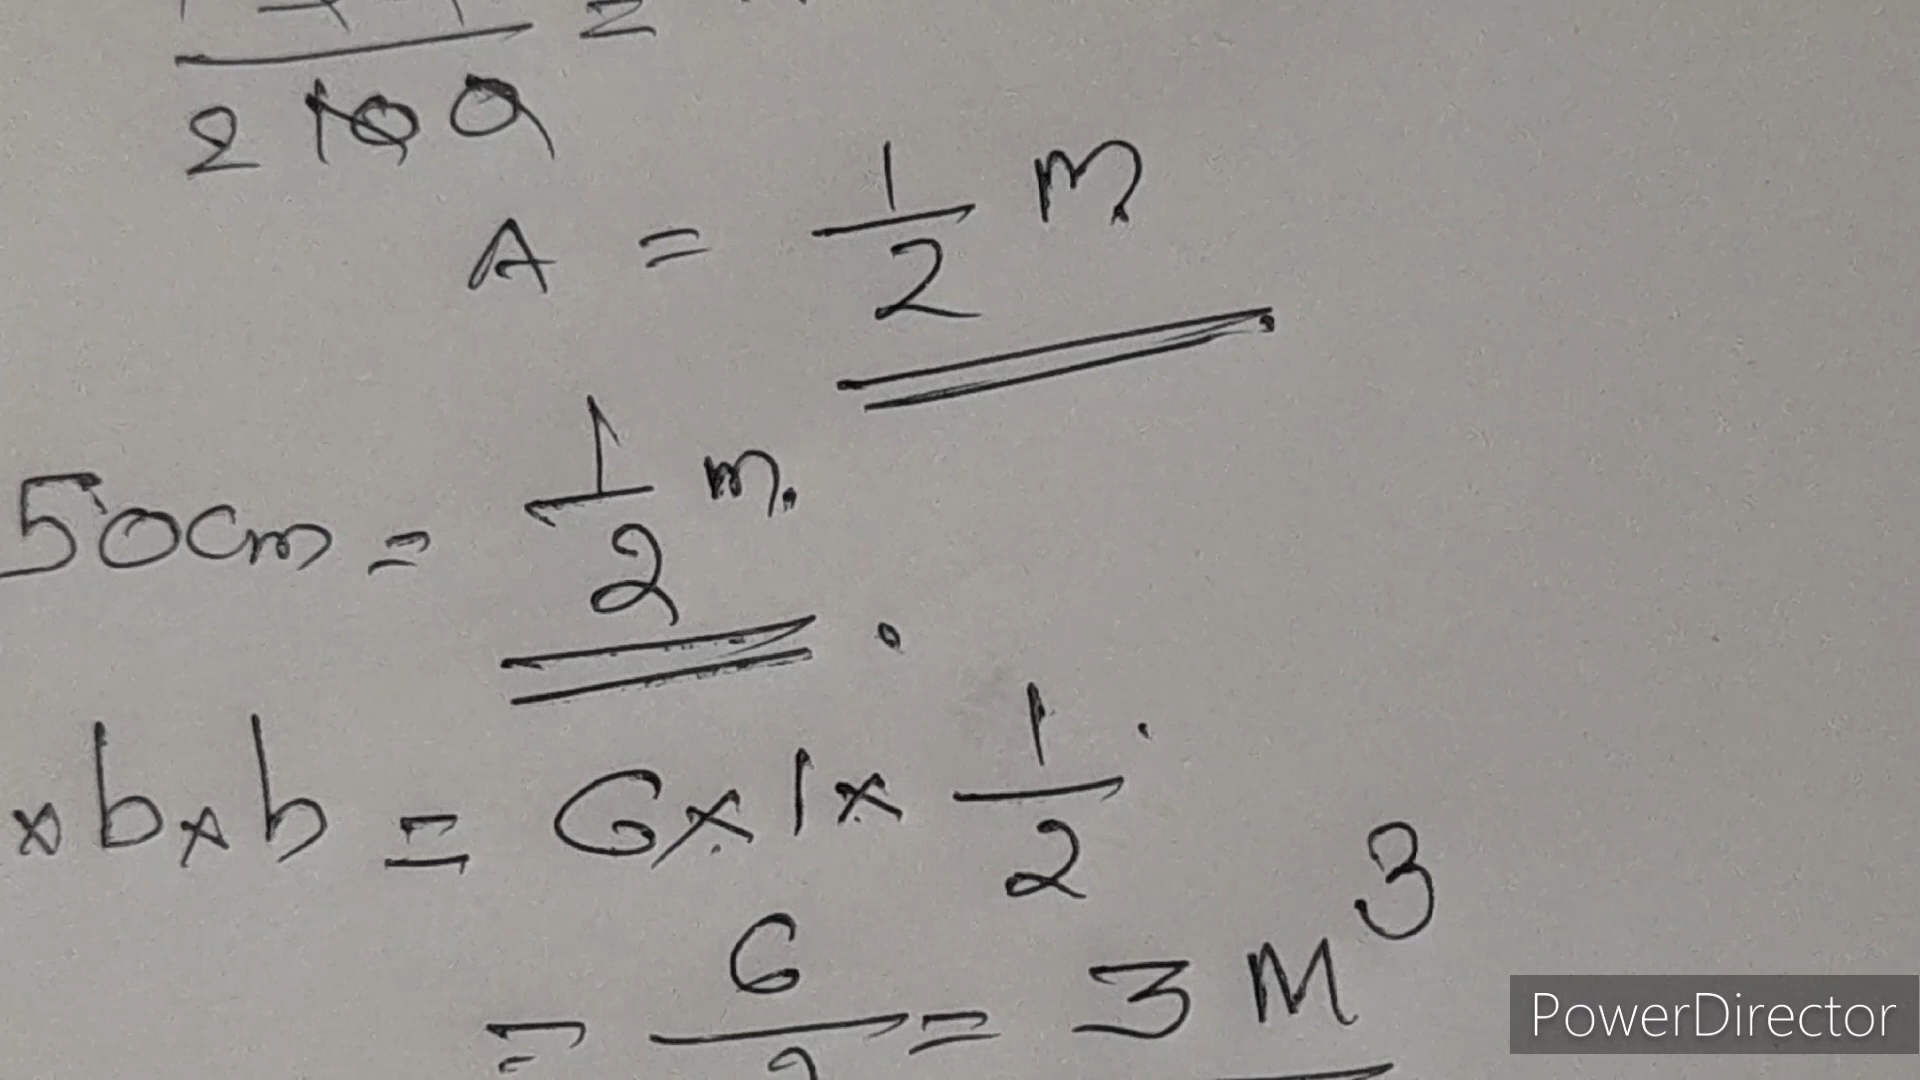 2 100
A = 1/2 m
50cm = 1/2 m.
x b x h = 6 x 1 x 1/2
= 6/2 = 3 M³
PowerDirector